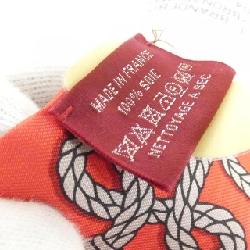 MADE IN FRANCE
100% SOIE
NETTOYAGE A SEC